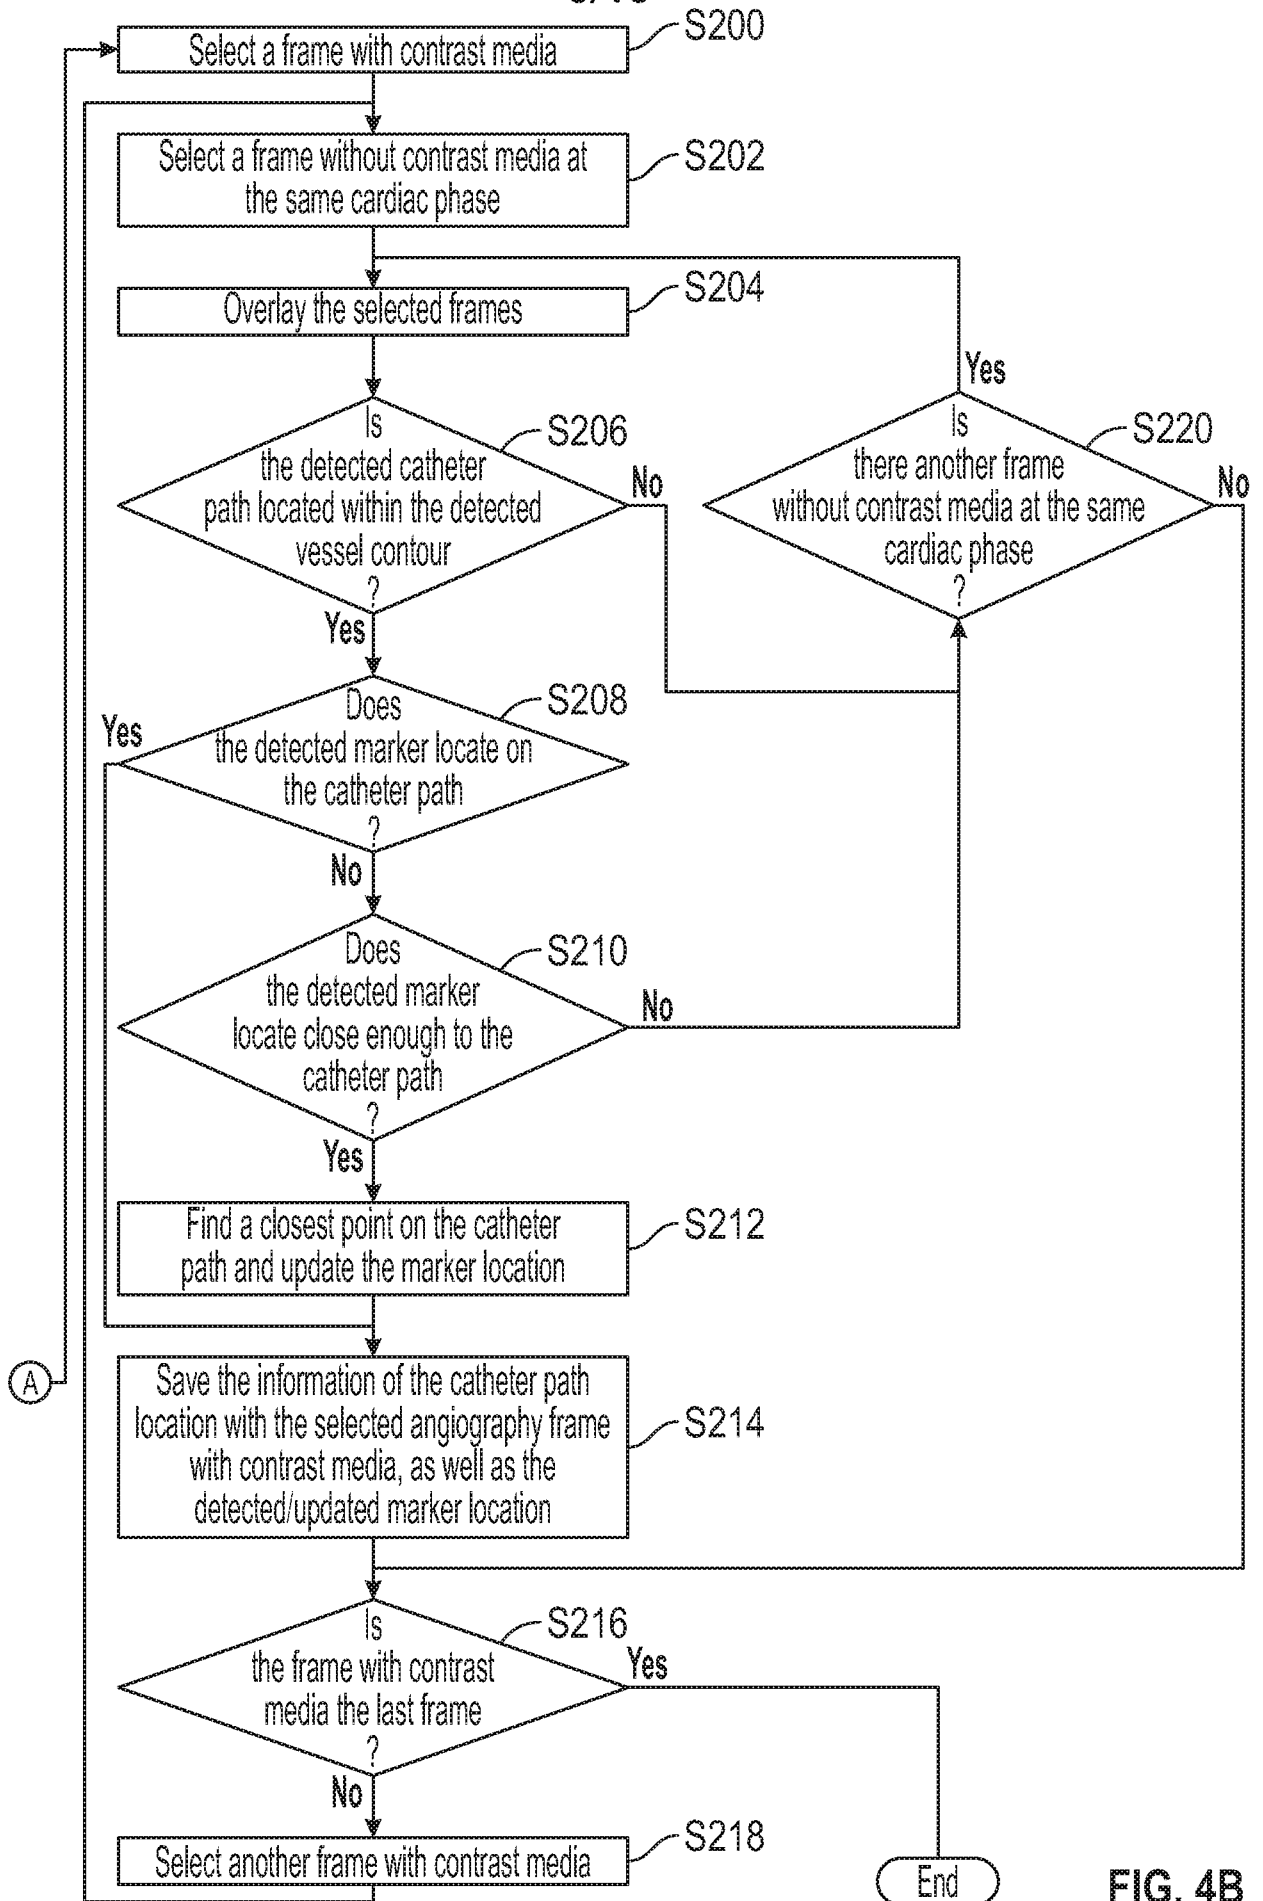 S200
Select a frame with contrast media
S202
Select a frame without contrast media at
the same cardiac phase
S204
Overlay the selected frames
Yes
S206
Is
the detected catheter
path located within the detected
vessel contour
?
No
Yes
S220
Is
there another frame
without contrast media at the same
cardiac phase
?
No
S208
Yes
Does
the detected marker locate on
the catheter path
?
No
S210
Does
the detected marker
locate close enough to the
catheter path
?
No
Yes
S212
Find a closest point on the catheter
path and update the marker location
A
Save the information of the catheter path
location with the selected angiography frame
with contrast media, as well as the
detected/updated marker location
S214
S216
Is
the frame with contrast
media the last frame
?
Yes
No
S218
Select another frame with contrast media
End
FIG. 4B